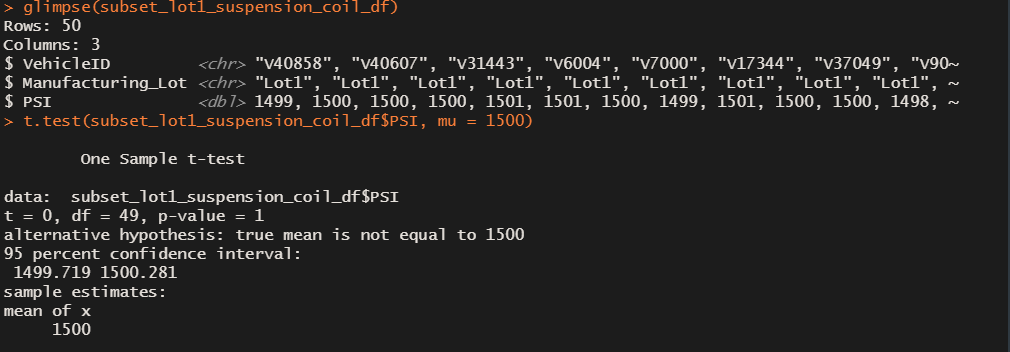 > glimpse(subset_lot1_suspension_coil_df)
Rows: 50
Columns: 3
$ VehicleID         <chr> "v40858", "v40607", "v31443", "v6004", "v7000", "v17344", "v37049", "v90~
$ Manufacturing_Lot <chr> "Lot1", "Lot1", "Lot1", "Lot1", "Lot1", "Lot1", "Lot1", "Lot1", "Lot1", ~
$ PSI               <dbl> 1499, 1500, 1500, 1500, 1501, 1501, 1500, 1499, 1501, 1500, 1500, 1498, ~
> t.test(subset_lot1_suspension_coil_df$PSI, mu = 1500)
        One Sample t-test
data:  subset_lot1_suspension_coil_df$PSI
t = 0, df = 49, p-value = 1
alternative hypothesis: true mean is not equal to 1500
95 percent confidence interval:
 1499.719 1500.281
sample estimates:
mean of x
     1500